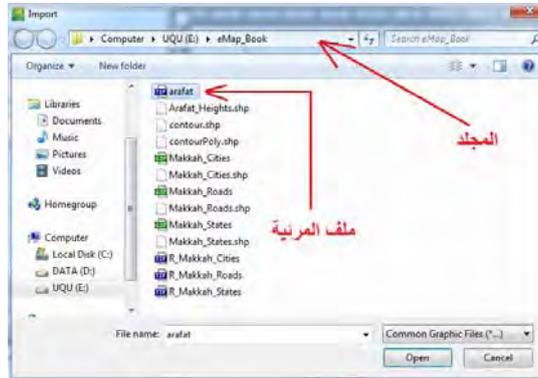 Import
Computer ▸ UQU (E:) ▸ eMap_Book
Search eMap_Book
Organize ▾ New folder
Libraries
Documents
Music
Pictures
Videos
Homegroup
Computer
Local Disk (C:)
DATA (D:)
UQU (E:)
arafat
Arafat_Heights.shp
contour.shp
contourPoly.shp
Makkah_Cities
Makkah_Cities.shp
Makkah_Roads
Makkah_Roads.shp
Makkah_States
Makkah_States.shp
R_Makkah_Cities
R_Makkah_Roads
R_Makkah_States
المجلد
ملف المرئية
File name: arafat
Common Graphic Files (*...)
Open Cancel